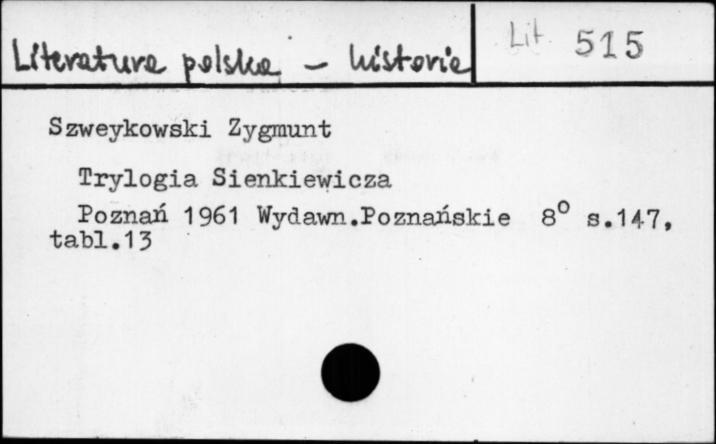 Literatura polska – historia Lit 515
Szweykowski Zygmunt
Trylogia Sienkiewicza
Poznań 1961 Wydawn.Poznańskie 8° s.147,
tabl.13